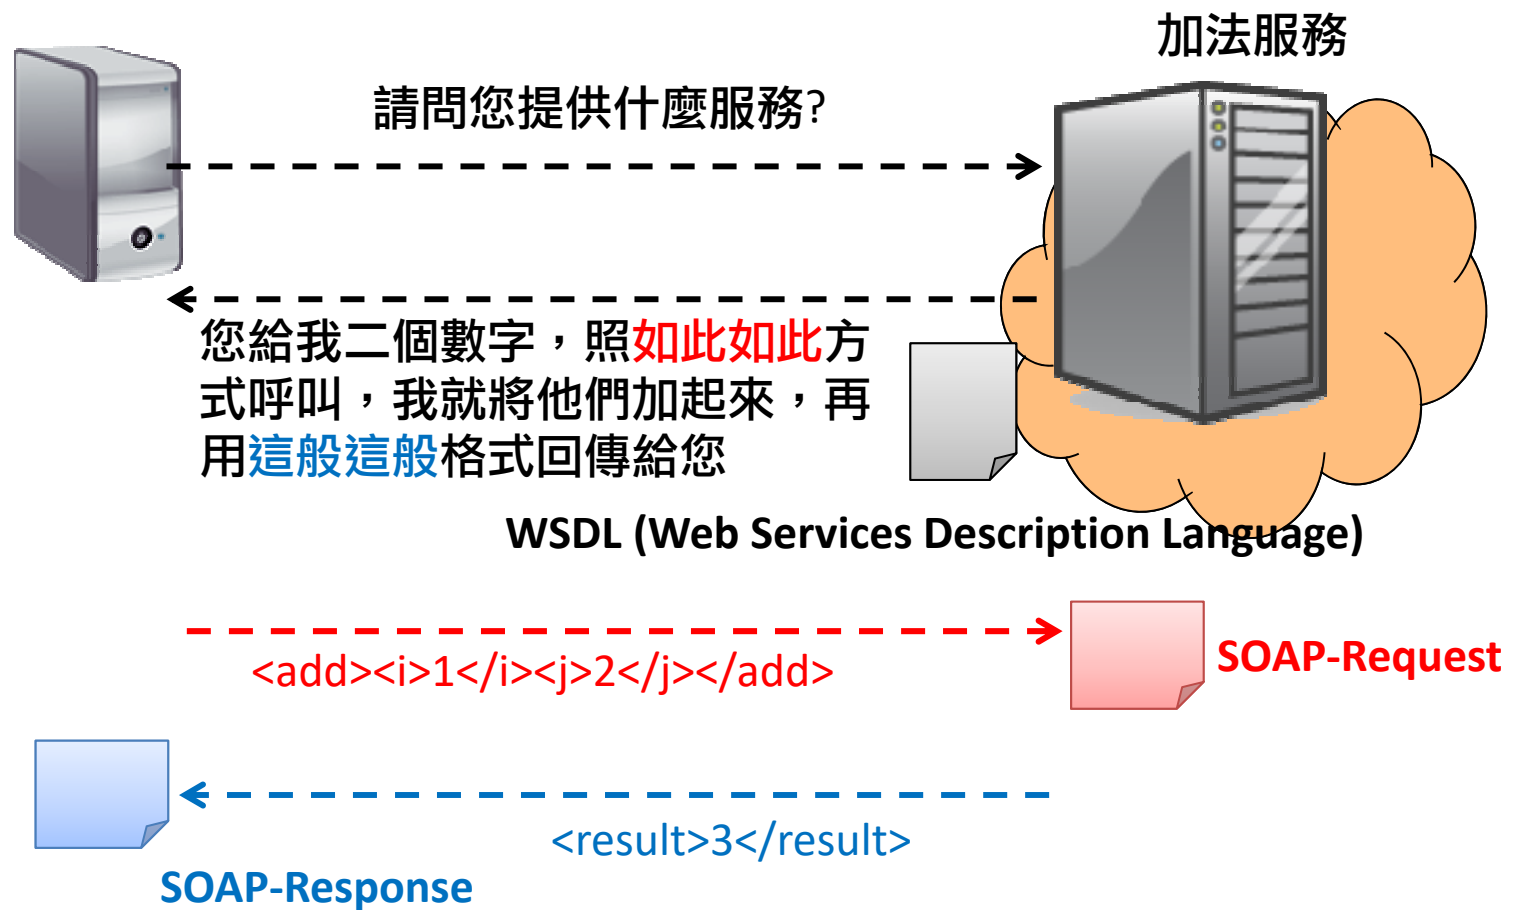 加法服務
請問您提供什麼服務?
您給我二個數字，照如此如此方
式呼叫，我就將他們加起來，再
用這般這般格式回傳給您
WSDL (Web Services Description Language)
<add><i>1</i><j>2</j></add>
SOAP-Request
<result>3</result>
SOAP-Response